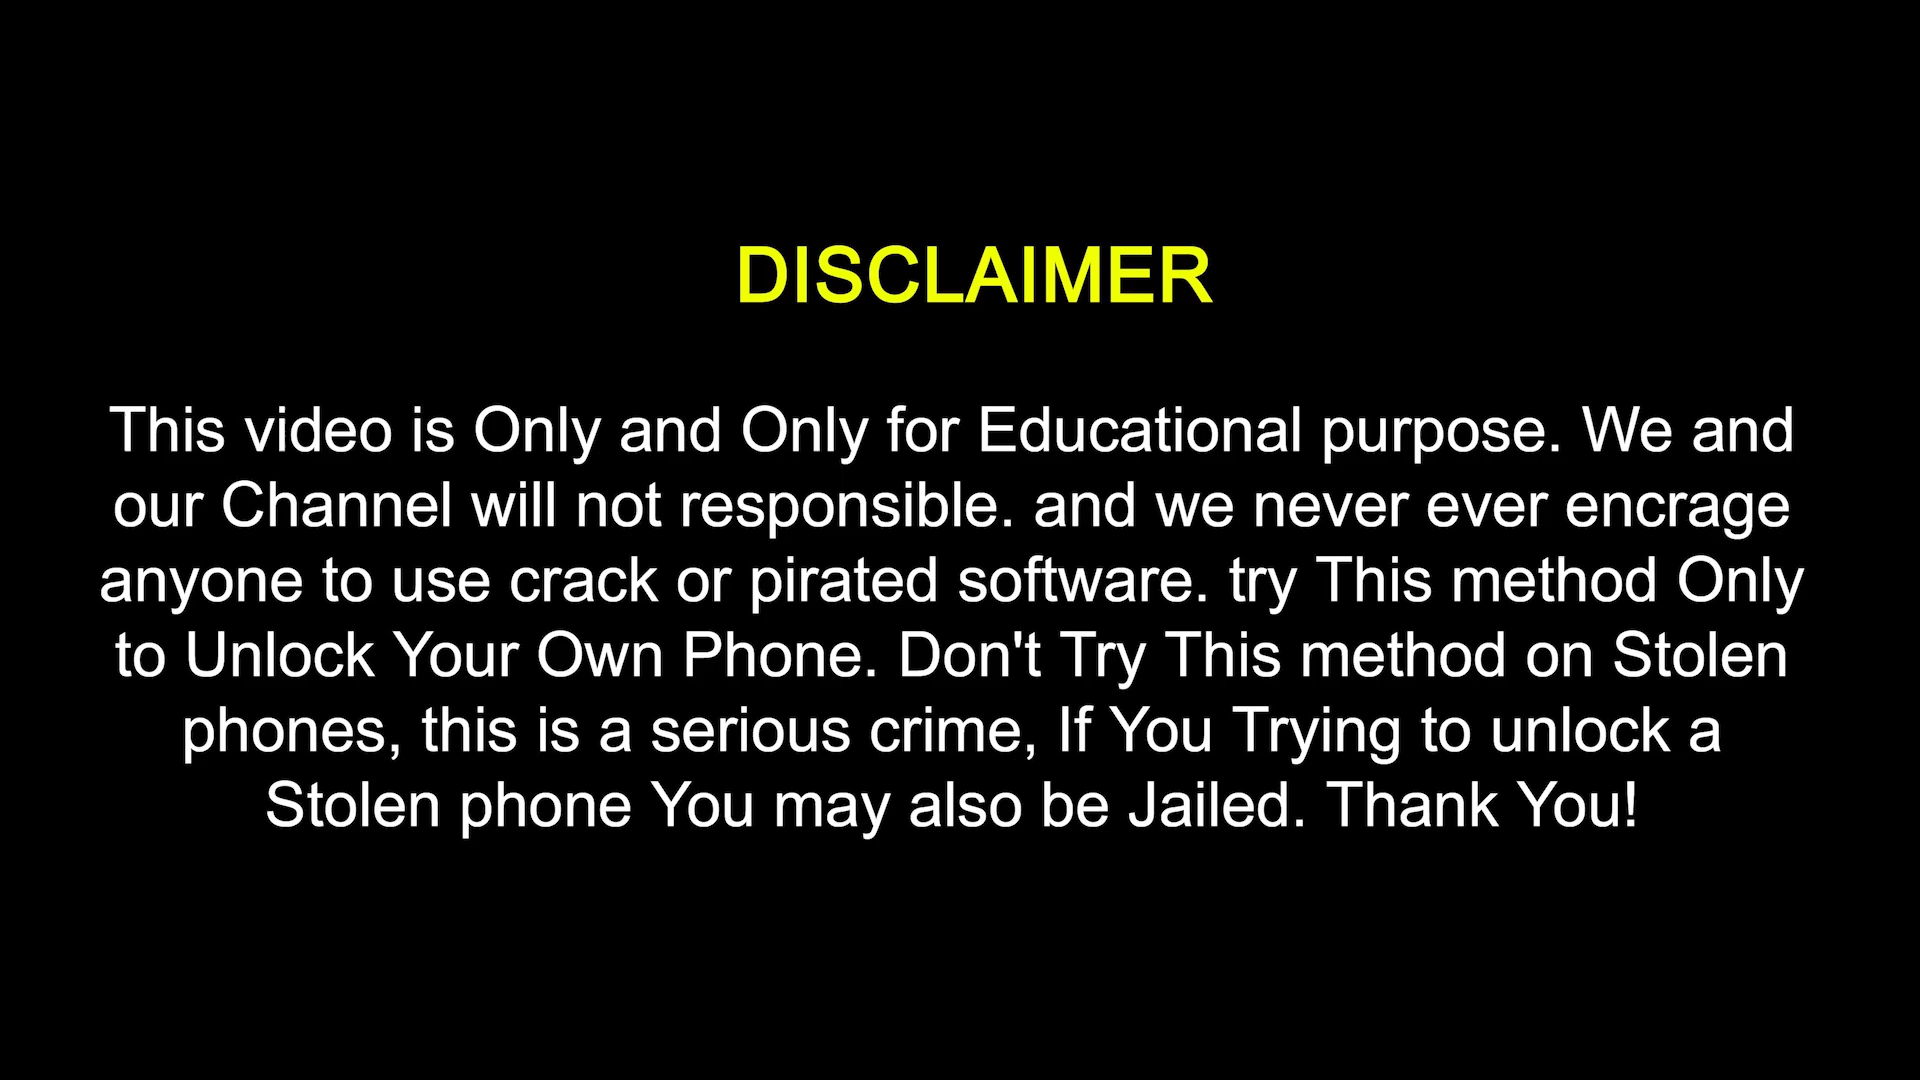 DISCLAIMER
This video is Only and Only for Educational purpose. We and
our Channel will not responsible. and we never ever encrage
anyone to use crack or pirated software. try This method Only
to Unlock Your Own Phone. Don't Try This method on Stolen
phones, this is a serious crime, If You Trying to unlock a
Stolen phone You may also be Jailed. Thank You!